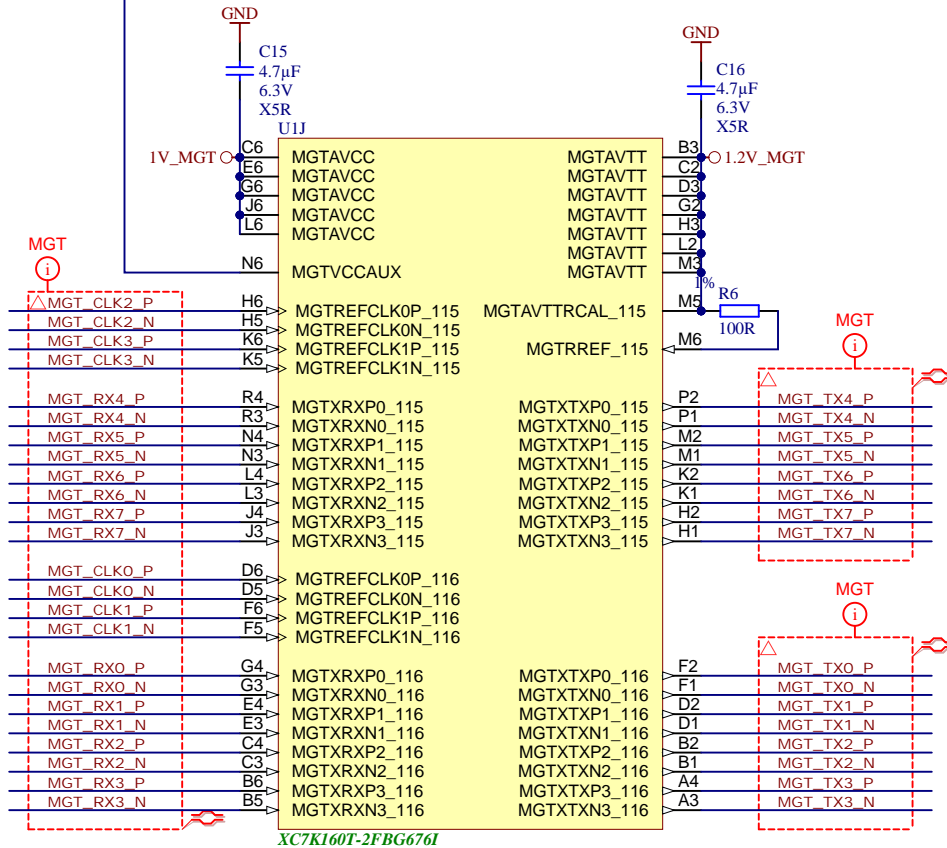 GND
C15
4.7µF
6.3V
X5R
GND
C16
4.7µF
6.3V
X5R
U1J
1V_MGT C6 MGTAVCC MGTAVTT B3 1.2V_MGT
E6 MGTAVCC MGTAVTT C2
G6 MGTAVCC MGTAVTT D3
J6 MGTAVCC MGTAVTT G2
L6 MGTAVCC MGTAVTT H3
MGTAVTT L2
MGT
i
N6 MGTVCCAUX MGTAVTT M3
1%
MGT_CLK2_P H6 MGTREFCLK0P_115 MGTAVTTRCAL_115 M5 R6
100R
MGT_CLK2_N H5 MGTREFCLK0N_115
MGT_CLK3_P K6 MGTREFCLK1P_115 MGTRREF_115 M6
MGT_CLK3_N K5 MGTREFCLK1N_115
MGT
i
MGT_RX4_P R4 MGTXRXP0_115 MGTXTXP0_115 P2 MGT_TX4_P
MGT_RX4_N R3 MGTXRXN0_115 MGTXTXN0_115 P1 MGT_TX4_N
MGT_RX5_P N4 MGTXRXP1_115 MGTXTXP1_115 M2 MGT_TX5_P
MGT_RX5_N N3 MGTXRXN1_115 MGTXTXN1_115 M1 MGT_TX5_N
MGT_RX6_P L4 MGTXRXP2_115 MGTXTXP2_115 K2 MGT_TX6_P
MGT_RX6_N L3 MGTXRXN2_115 MGTXTXN2_115 K1 MGT_TX6_N
MGT_RX7_P J4 MGTXRXP3_115 MGTXTXP3_115 H2 MGT_TX7_P
MGT_RX7_N J3 MGTXRXN3_115 MGTXTXN3_115 H1 MGT_TX7_N
MGT_CLK0_P D6 MGTREFCLK0P_116
MGT_CLK0_N D5 MGTREFCLK0N_116
MGT_CLK1_P F6 MGTREFCLK1P_116
MGT_CLK1_N F5 MGTREFCLK1N_116
MGT
i
MGT_RX0_P G4 MGTXRXP0_116 MGTXTXP0_116 F2 MGT_TX0_P
MGT_RX0_N G3 MGTXRXN0_116 MGTXTXN0_116 F1 MGT_TX0_N
MGT_RX1_P E4 MGTXRXP1_116 MGTXTXP1_116 D2 MGT_TX1_P
MGT_RX1_N E3 MGTXRXN1_116 MGTXTXN1_116 D1 MGT_TX1_N
MGT_RX2_P C4 MGTXRXP2_116 MGTXTXP2_116 B2 MGT_TX2_P
MGT_RX2_N C3 MGTXRXN2_116 MGTXTXN2_116 B1 MGT_TX2_N
MGT_RX3_P B6 MGTXRXP3_116 MGTXTXP3_116 A4 MGT_TX3_P
MGT_RX3_N B5 MGTXRXN3_116 MGTXTXN3_116 A3 MGT_TX3_N
XC7K160T-2FBG676I